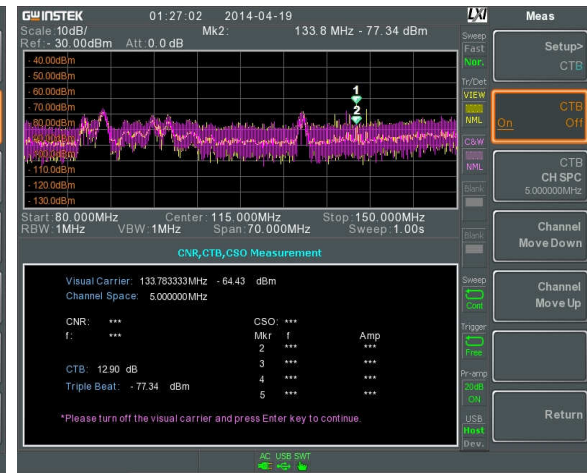 GWINSTEK 01:27:02 2014-04-19 LXI Meas
Scale:10dB/ Mk2: 133.8 MHz - 77.34 dBm
Ref:- 30.00dBm Att:0.0 dB
- 40.00dBm
- 50.00dBm
- 60.00dBm
- 70.00dBm
- 80.00dBm
- 110.0dBm
- 120.0dBm
- 130.0dBm
1
2
Start:80.000MHz Center:115.000MHz Stop:150.000MHz
RBW:1MHz VBW:1MHz Span:70.000MHz Sweep:1.00s
CNR,CTB,CSO Measurement
Visual Carrier: 133.783333MHz - 64.43 dBm
Channel Space: 5.000000MHz
CNR: *** CSO: ***
f: *** Mkr f Amp
2 *** ***
3 *** ***
CTB: 12.90 dB
4 *** ***
Triple Beat: - 77.34 dBm
5 *** ***
*Please turn off the visual carrier and press Enter key to continue.
AC USB SWT
Sweep
Fast
Nor.
Tr/Det
VIEW
NML
C&W
NML
Blank
Blank
Sweep
Cont
Trigger
Free
Pr-amp
20dB
ON
USB
Host
Dev.
Setup>
CTB
CTB
On Off
CTB
CH SPC
5.000000MHz
Channel
Move Down
Channel
Move Up
Return